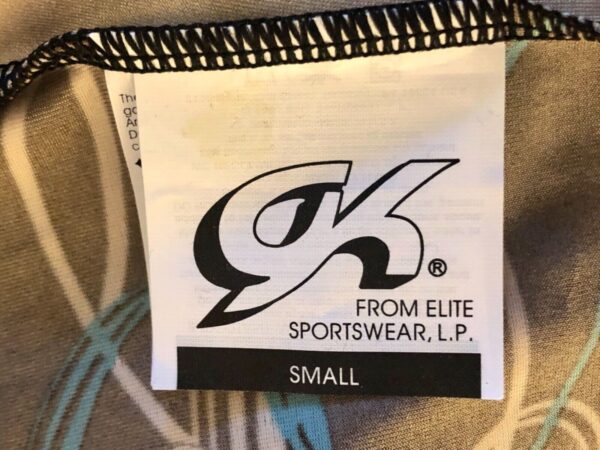 GK®
FROM ELITE
SPORTSWEAR, L.P.
SMALL